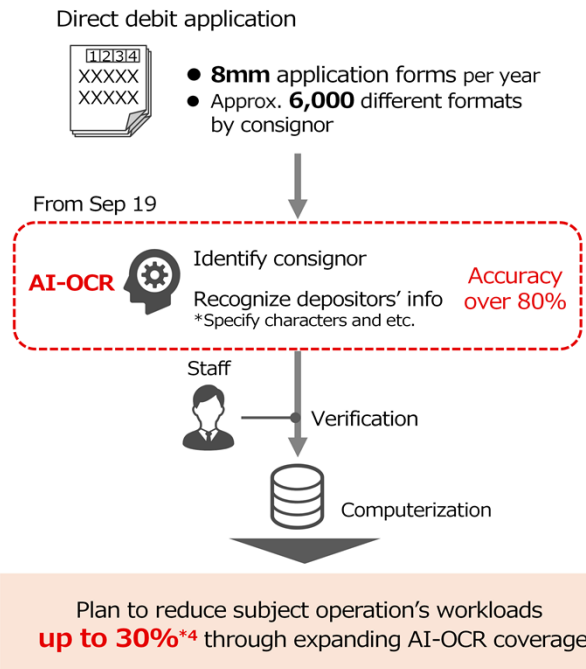 Direct debit application
1234
XXXXX
XXXXX
● 8mm application forms per year
● Approx. 6,000 different formats
by consignor
From Sep 19
AI-OCR
Identify consignor
Recognize depositors' info
*Specify characters and etc.
Accuracy
over 80%
Staff
Verification
Computerization
Plan to reduce subject operation's workloads
up to 30%*4 through expanding AI-OCR coverage